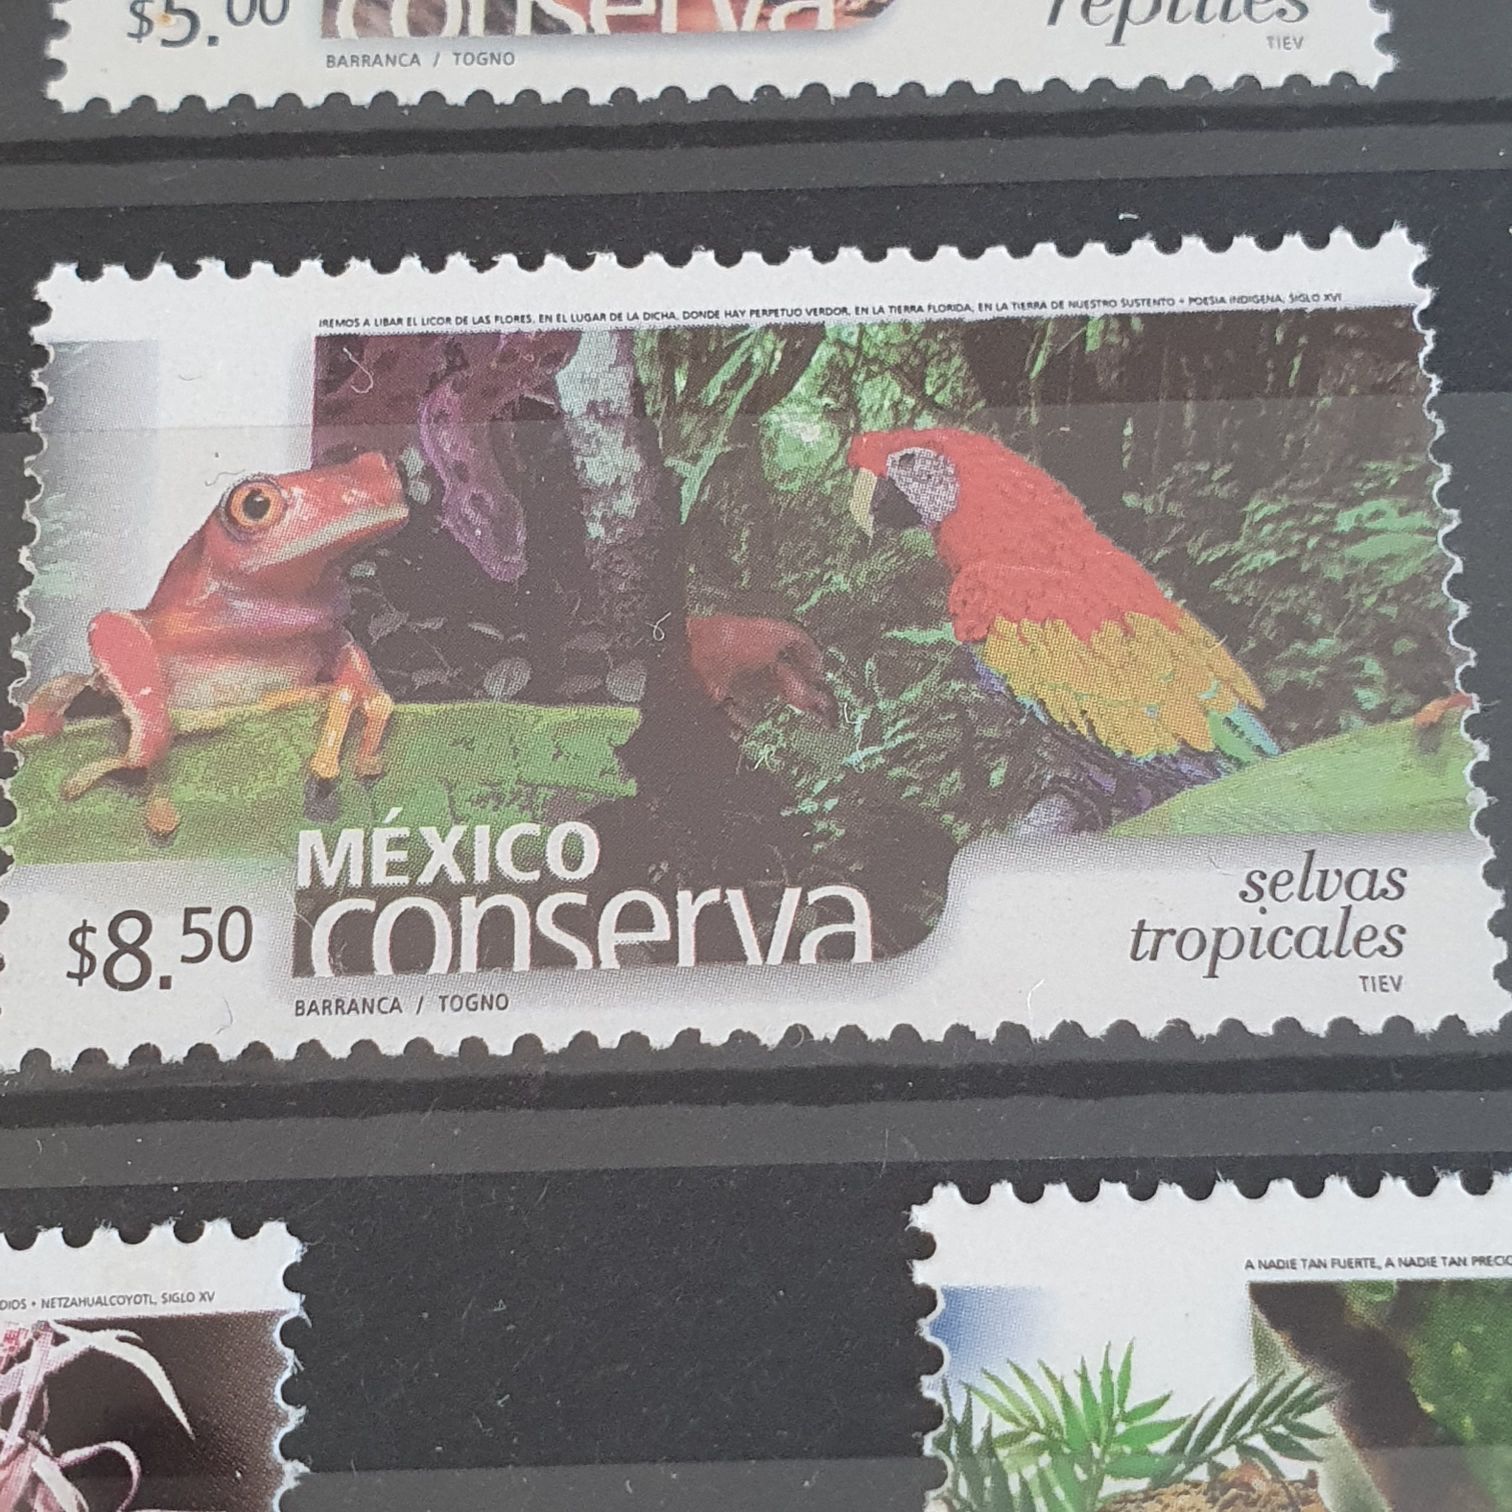 $5.00
conserva
BARRANCA / TOGNO
reptiles
TIEV
IREMOS A LIBAR EL LICOR DE LAS FLORES, EN EL LUGAR DE LA DICHA, DONDE HAY PERPETUO VERDOR, EN LA TIERRA FLORIDA, EN LA TIERRA DE NUESTRO SUSTENTO • POESIA INDIGENA, SIGLO XVI
MÉXICO
conserva
$8.50
BARRANCA / TOGNO
selvas
tropicales
TIEV
DIOS • NETZAHUALCOYOTL, SIGLO XV
A NADIE TAN FUERTE, A NADIE TAN PRECIO